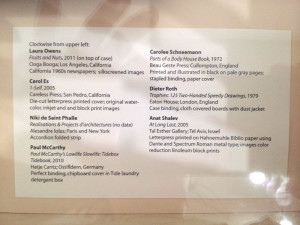 Clockwise from upper left:
Laura Owens
Fruits and Nuts, 2011 (on top of case)
Ooga Booga; Los Angeles, California
California 1960s newspapers; silkscreened images
Carol Es
1-Self, 2005
Careless Press; San Pedro, California
Die-cut letterpress printed cover; original water-
color, inkjet and and block print images
Niki de Saint Phalle
Realisations & Projects d'architectures (no date)
Alexandre Iolas; Paris and New York
Accordion folded strip
Paul McCarthy
Paul McCarthy's Lowlife Slowlife: Tidebox
Tidebook, 2010
Hatje Cantz; Ostfildern, Germany
Perfect binding, chipboard cover in Tide laundry
detergent box
Carolee Schneemann
Parts of a Body House Book, 1972
Beau Geste Press; Cullompton, England
Printed and illustrated in black on pale gray pages;
stapled binding, paper cover
Dieter Roth
Trophies: 125 Two-Handed Speedy Drawings, 1979
Eaton House; London, England
Case binding, cloth covered boards with dust jacket
Anat Shalev
At Long Last, 2005
Tal Esther Gallery; Tel Aviv, Israel
Letterpress printed on Hahnemuhle Biblio paper using
Dante and Spectrum Roman metal type; images color
reduction linoleum block prints